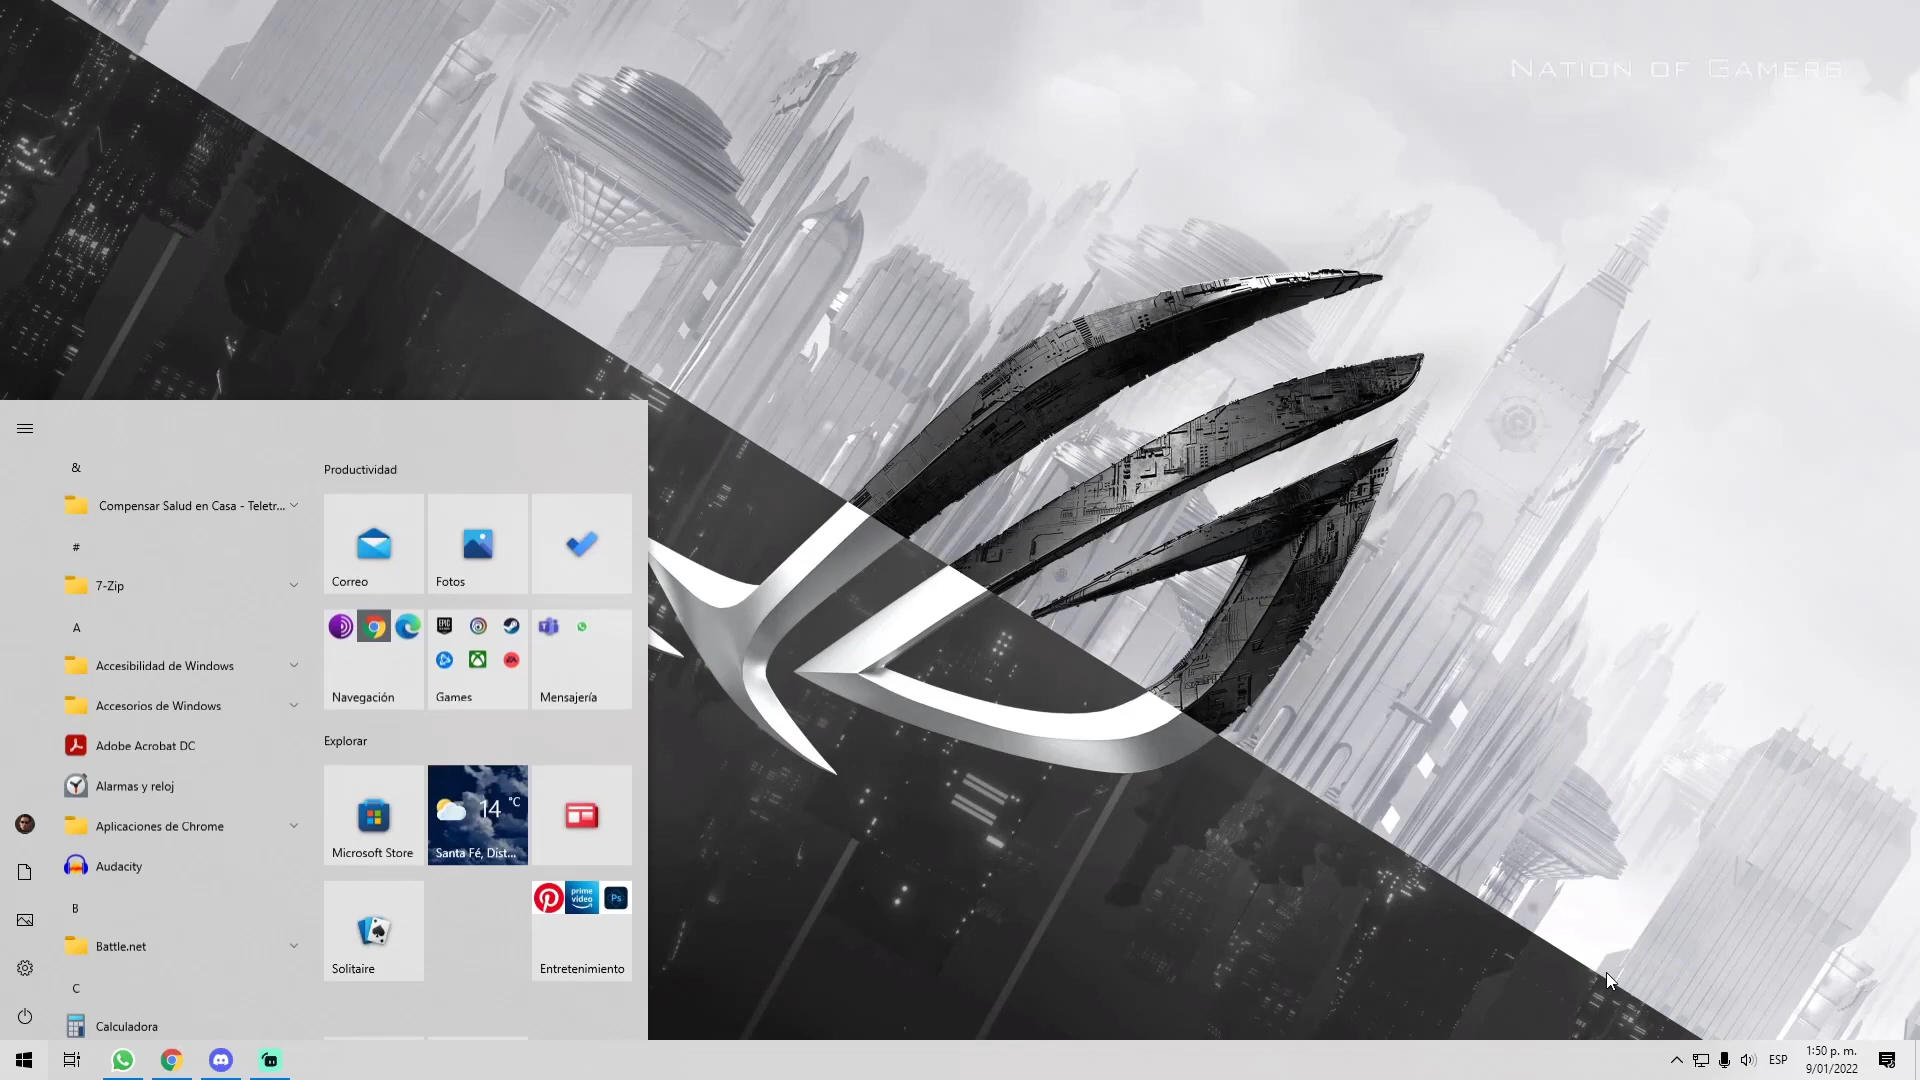 NATION OF GAMERS
&
Compensar Salud en Casa - Teletr...
#
7-Zip
A
Accesibilidad de Windows
Accesorios de Windows
Adobe Acrobat DC
Alarmas y reloj
Aplicaciones de Chrome
Audacity
B
Battle.net
C
Calculadora
Productividad
Correo
Fotos
EPIC
EA
Navegación
Games
Mensajería
Explorar
Microsoft Store
14 °C
Santa Fé, Dist...
prime video
Ps
Solitaire
Entretenimiento
ESP
1:50 p. m.
9/01/2022